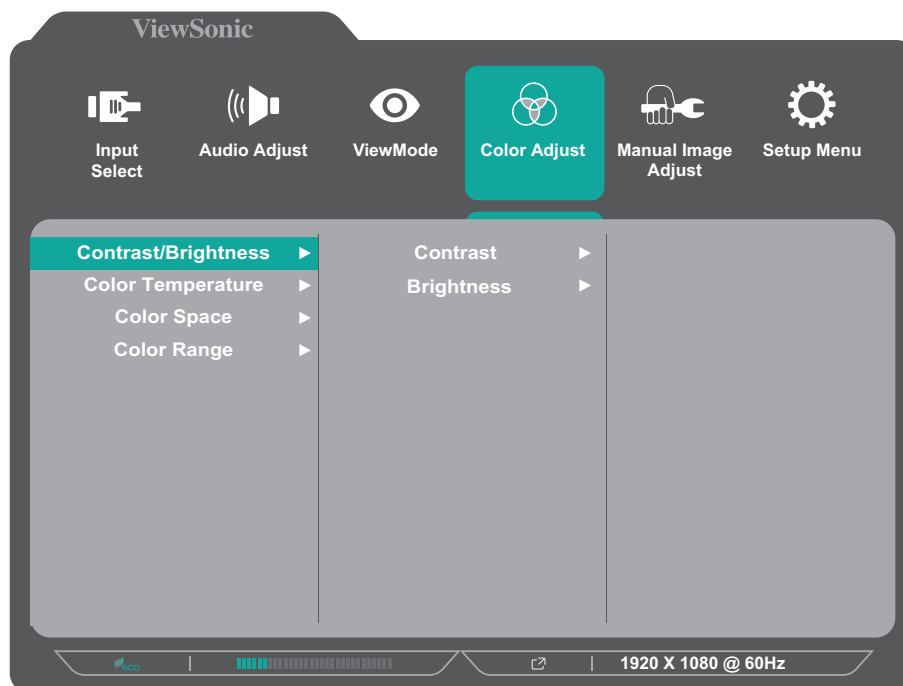 ViewSonic
Input
Select
Audio Adjust
ViewMode
Color Adjust
Manual Image
Adjust
Setup Menu
Contrast/Brightness
Color Temperature
Color Space
Color Range
Contrast
Brightness
eco
1920 X 1080 @ 60Hz